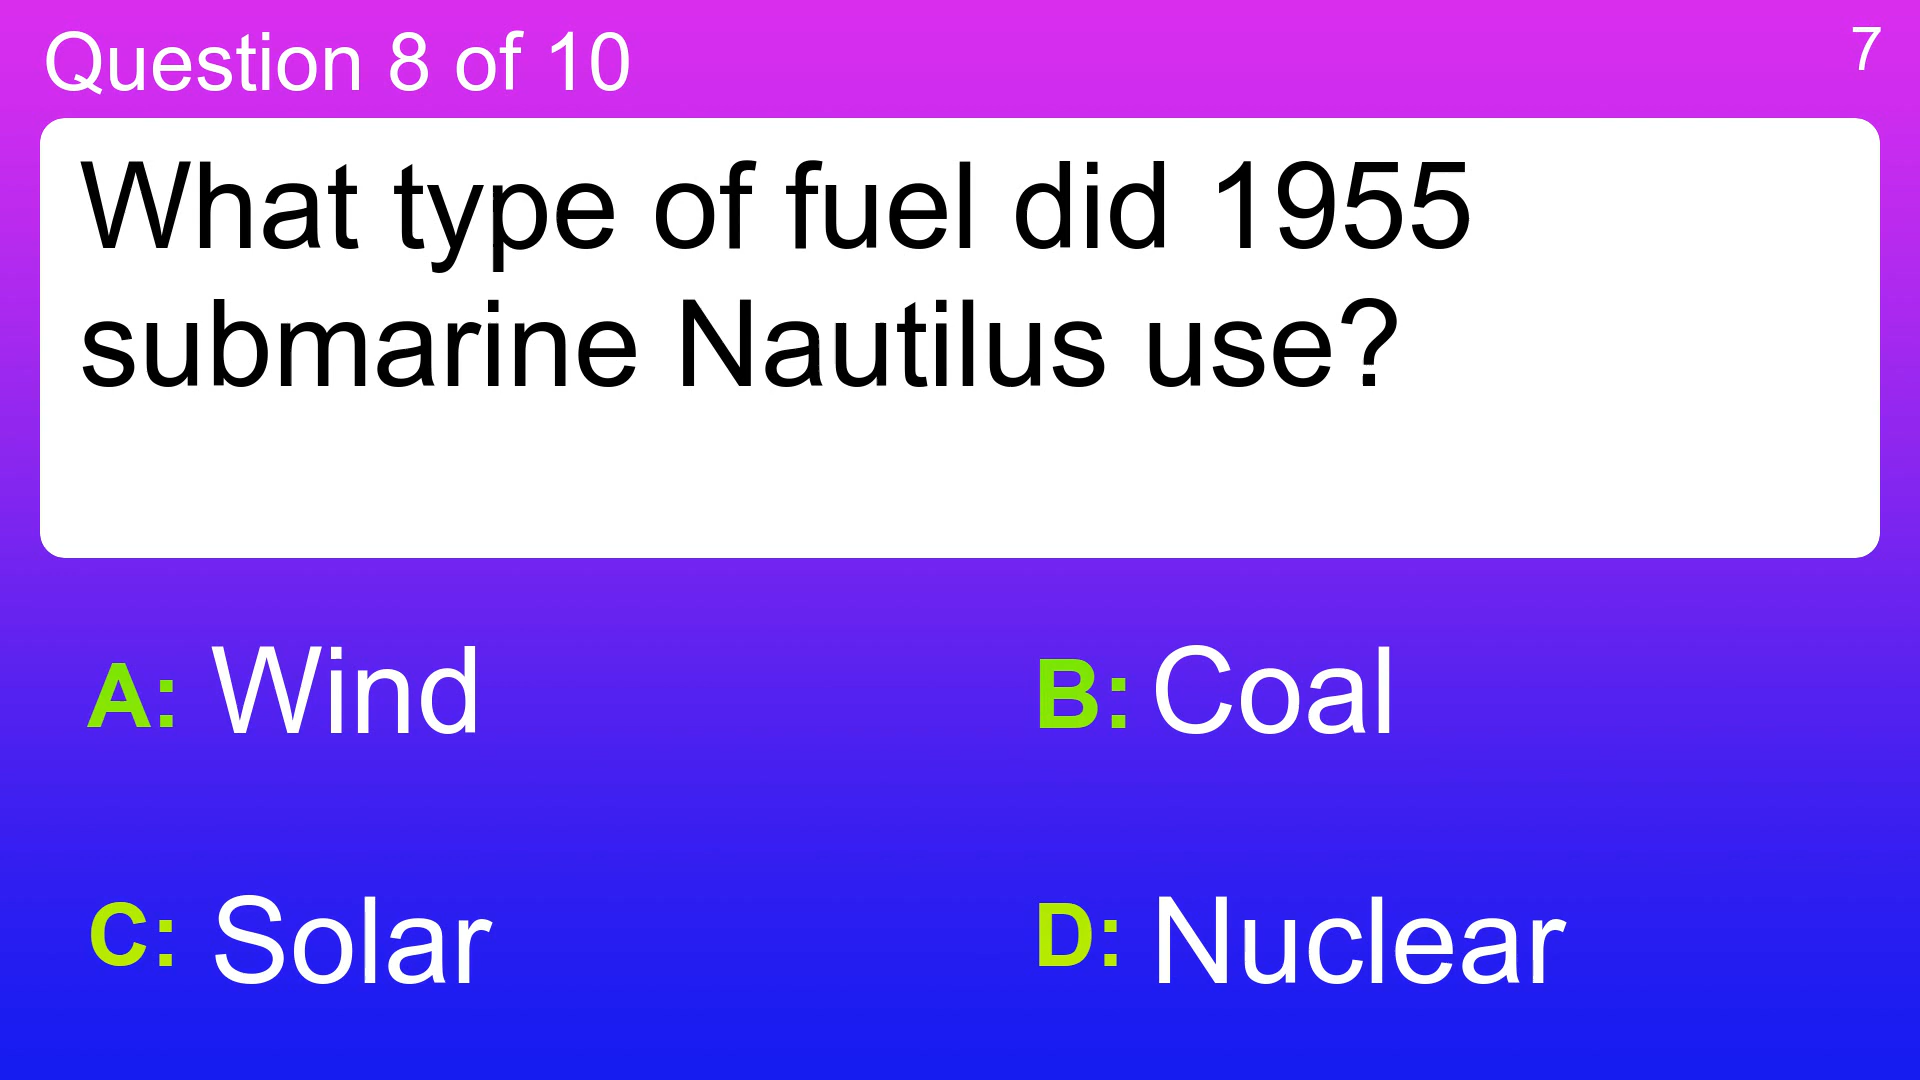 Question 8 of 10
7
What type of fuel did 1955
submarine Nautilus use?
A: Wind
B: Coal
C: Solar
D: Nuclear